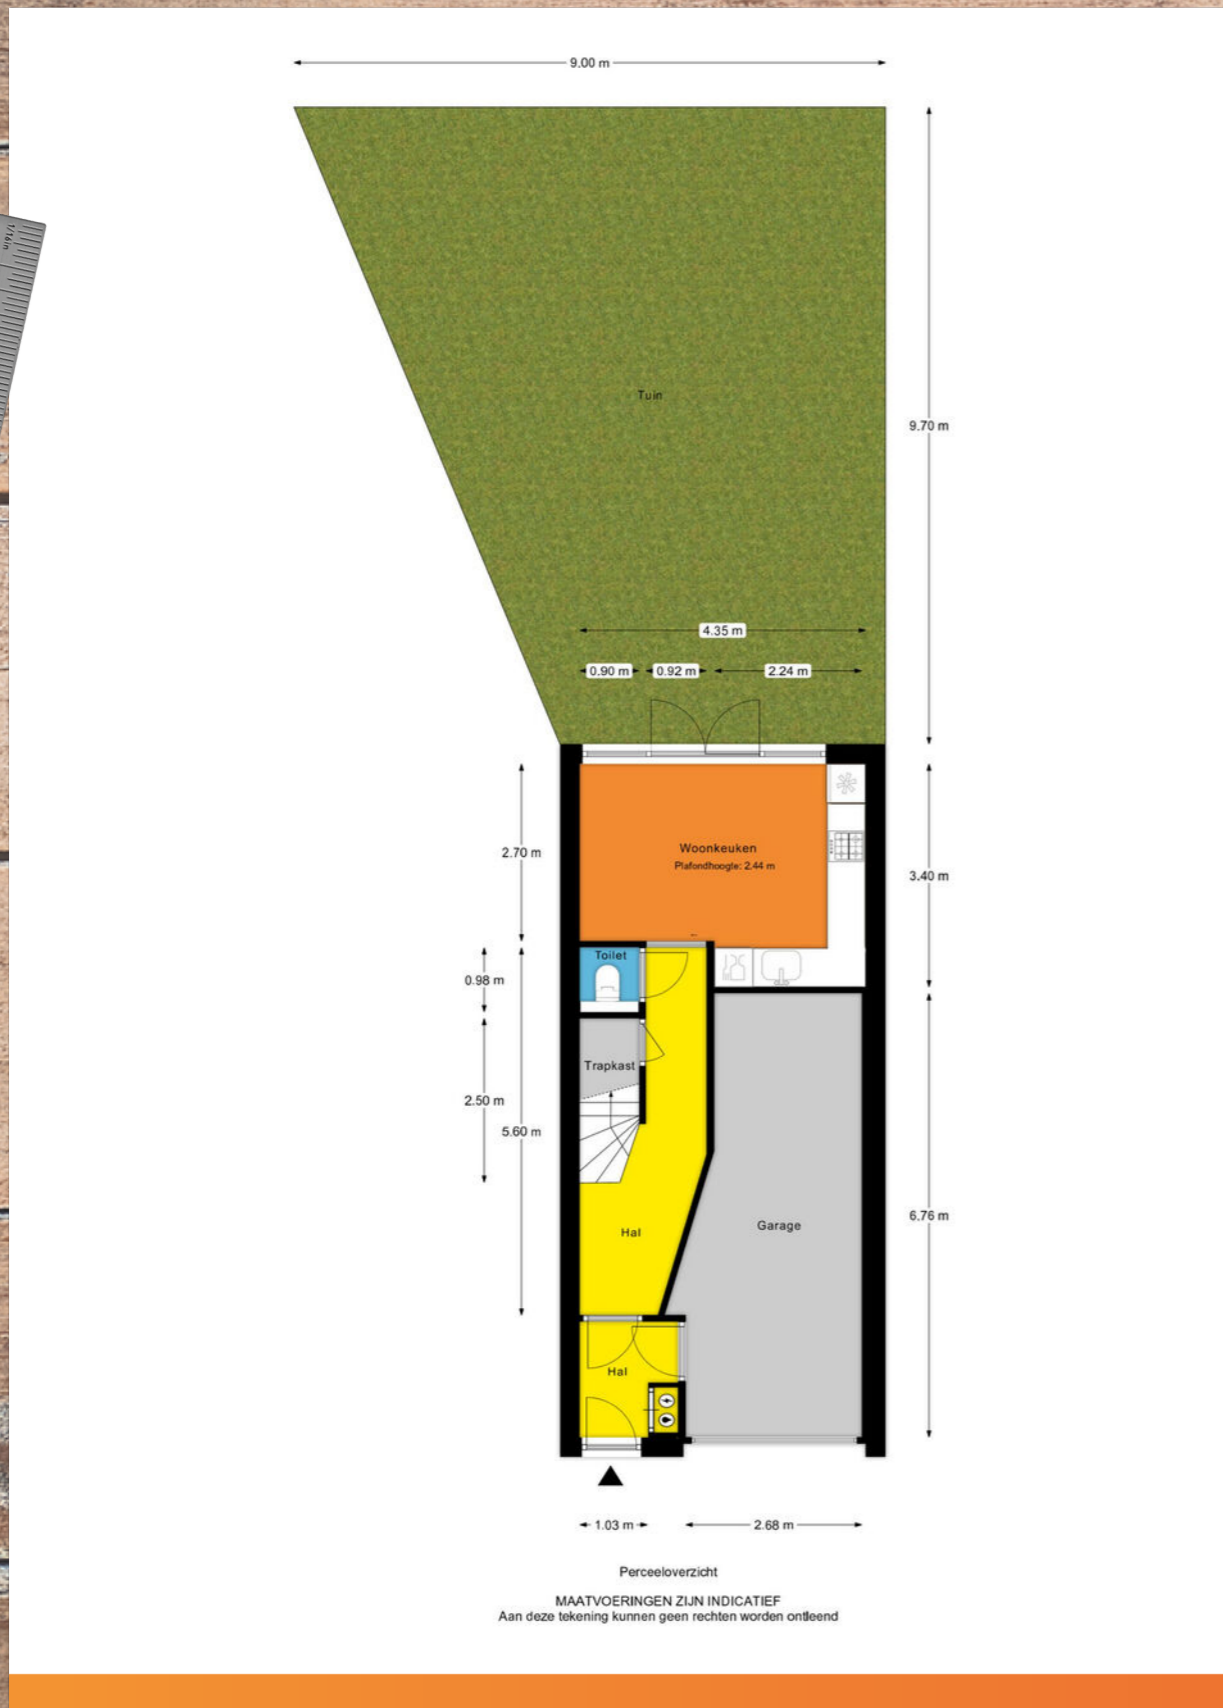 9.00 m
1/16in
Tuin
9.70 m
4.35 m
0.90 m
0.92 m
2.24 m
Woonkeuken
Plafondhoogte: 2.44 m
2.70 m
3.40 m
Toilet
0.98 m
Trapkast
2.50 m
5.60 m
Hal
Garage
6.76 m
Hal
1.03 m
2.68 m
Perceeloverzicht
MAATVOERINGEN ZIJN INDICATIEF
Aan deze tekening kunnen geen rechten worden ontleend